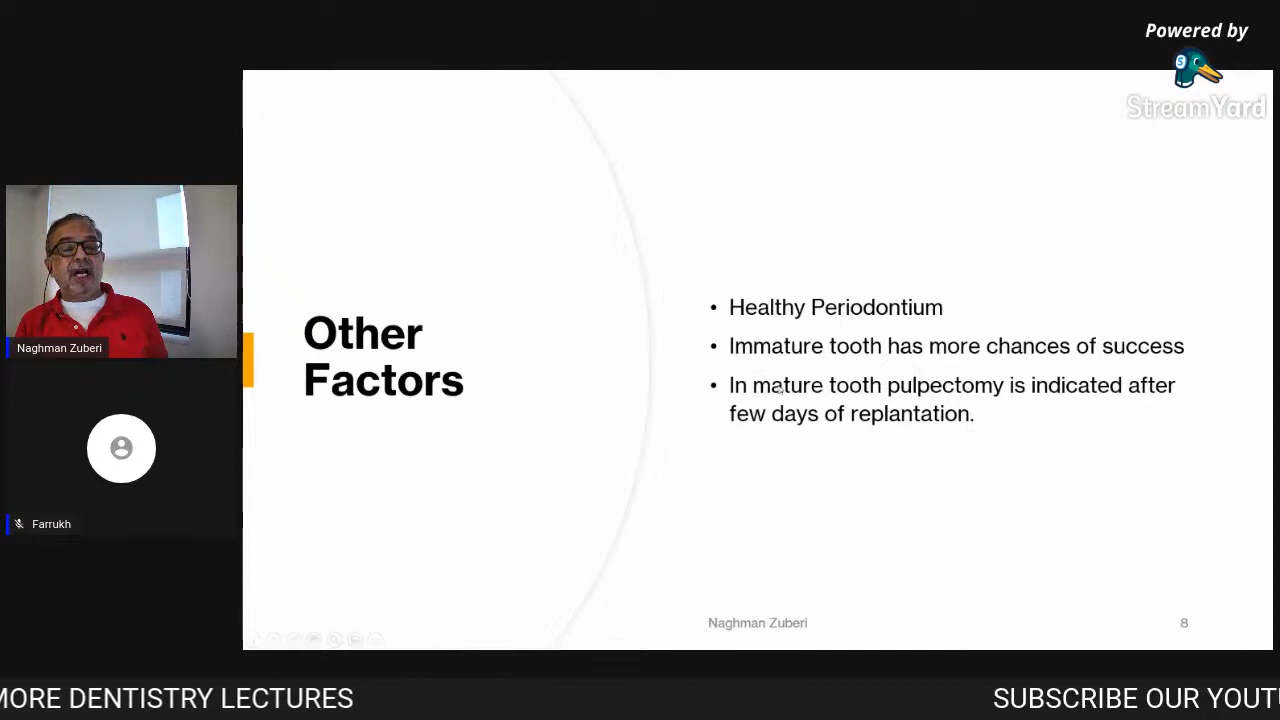 Powered by
StreamYard
Naghman Zuberi
Farrukh
Other
Factors
• Healthy Periodontium
• Immature tooth has more chances of success
• In mature tooth pulpectomy is indicated after
few days of replantation.
Naghman Zuberi
8
MORE DENTISTRY LECTURES
SUBSCRIBE OUR YOUT